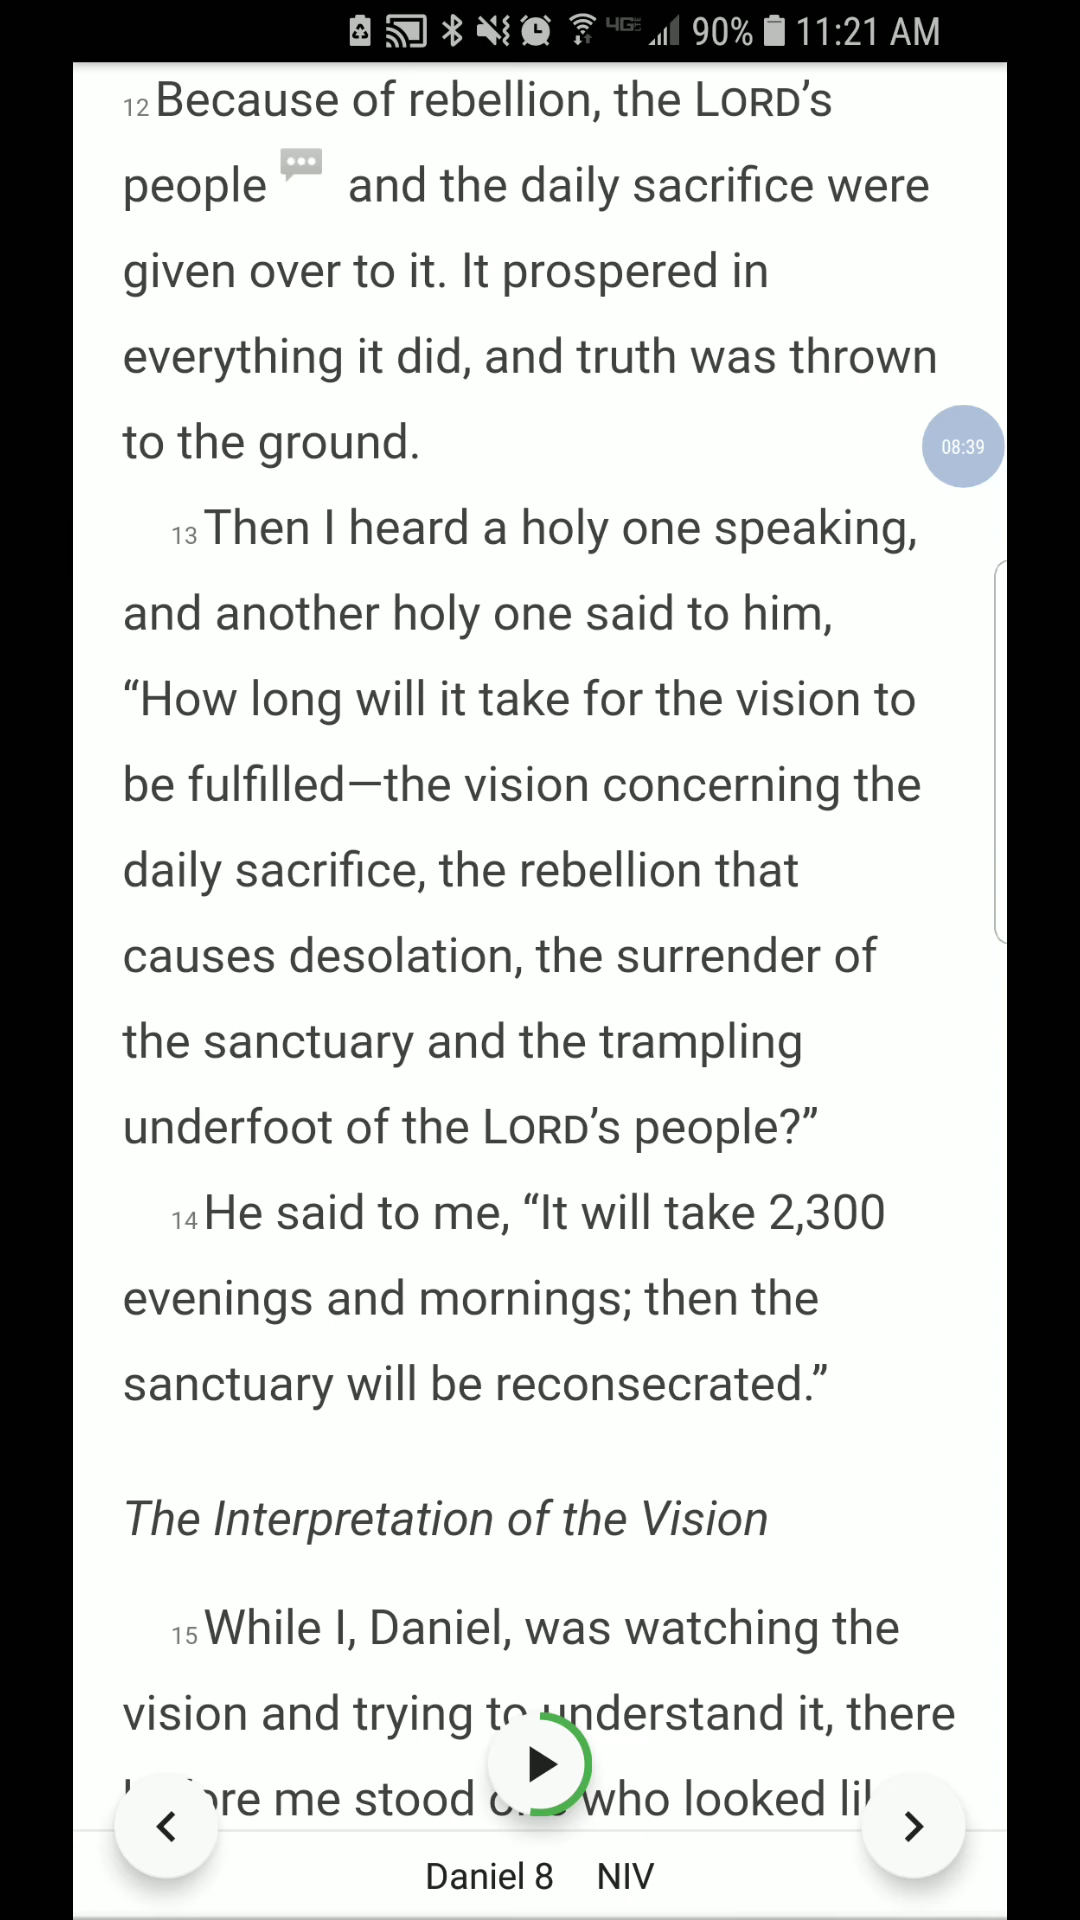 4G 90% 11:21 AM
12 Because of rebellion, the LORD’s
people and the daily sacrifice were
given over to it. It prospered in
everything it did, and truth was thrown
to the ground.
08:39
13 Then I heard a holy one speaking,
and another holy one said to him,
“How long will it take for the vision to
be fulfilled—the vision concerning the
daily sacrifice, the rebellion that
causes desolation, the surrender of
the sanctuary and the trampling
underfoot of the LORD’s people?”
14 He said to me, “It will take 2,300
evenings and mornings; then the
sanctuary will be reconsecrated.”
The Interpretation of the Vision
15 While I, Daniel, was watching the
vision and trying to understand it, there
me stood who looked
Daniel 8 NIV